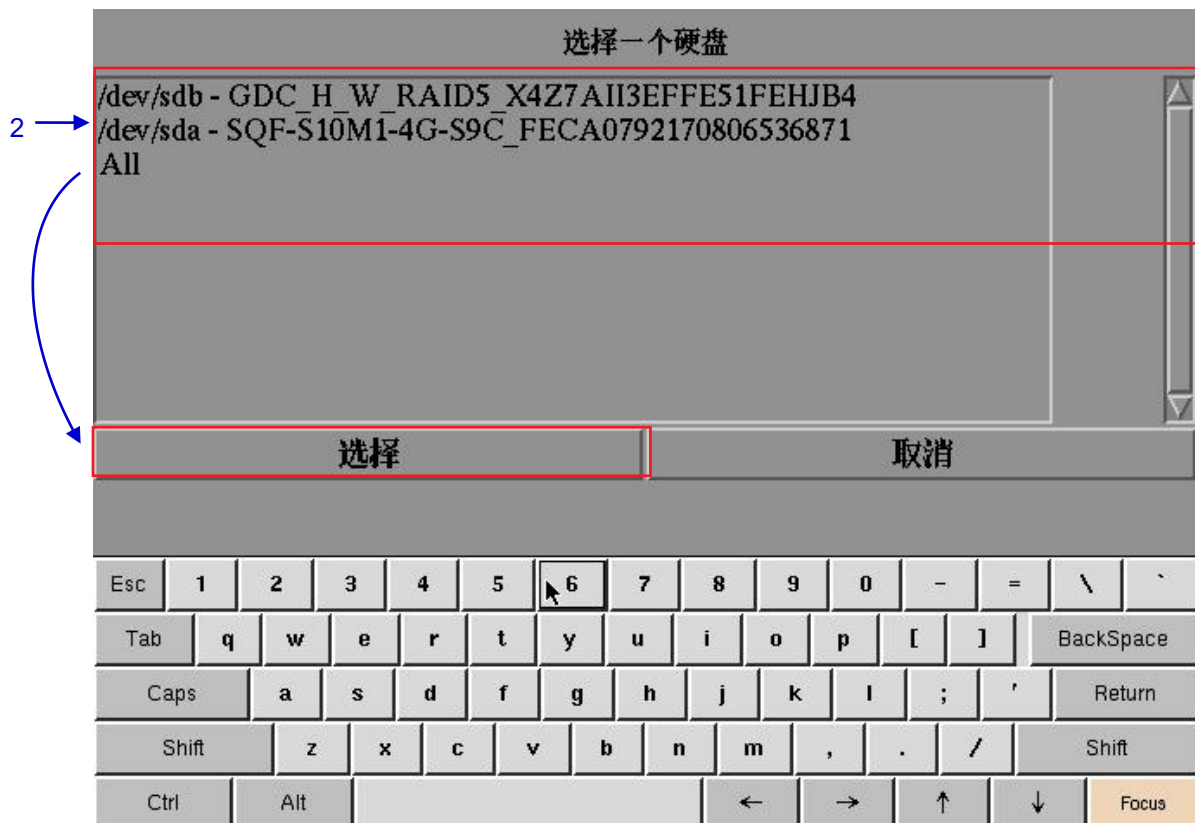 选择一个硬盘
/dev/sdb - GDC_H_W_RAID5_X4Z7AII3EFFE51FEHJB4
2
/dev/sda - SQF-S10M1-4G-S9C_FECA0792170806536871
All
选择 取消
Esc 1 2 3 4 5 6 7 8 9 0 - = \ `
Tab q w e r t y u i o p [ ] BackSpace
Caps a s d f g h j k l ; ' Return
Shift z x c v b n m , . / Shift
Ctrl Alt ← → ↑ ↓ Focus